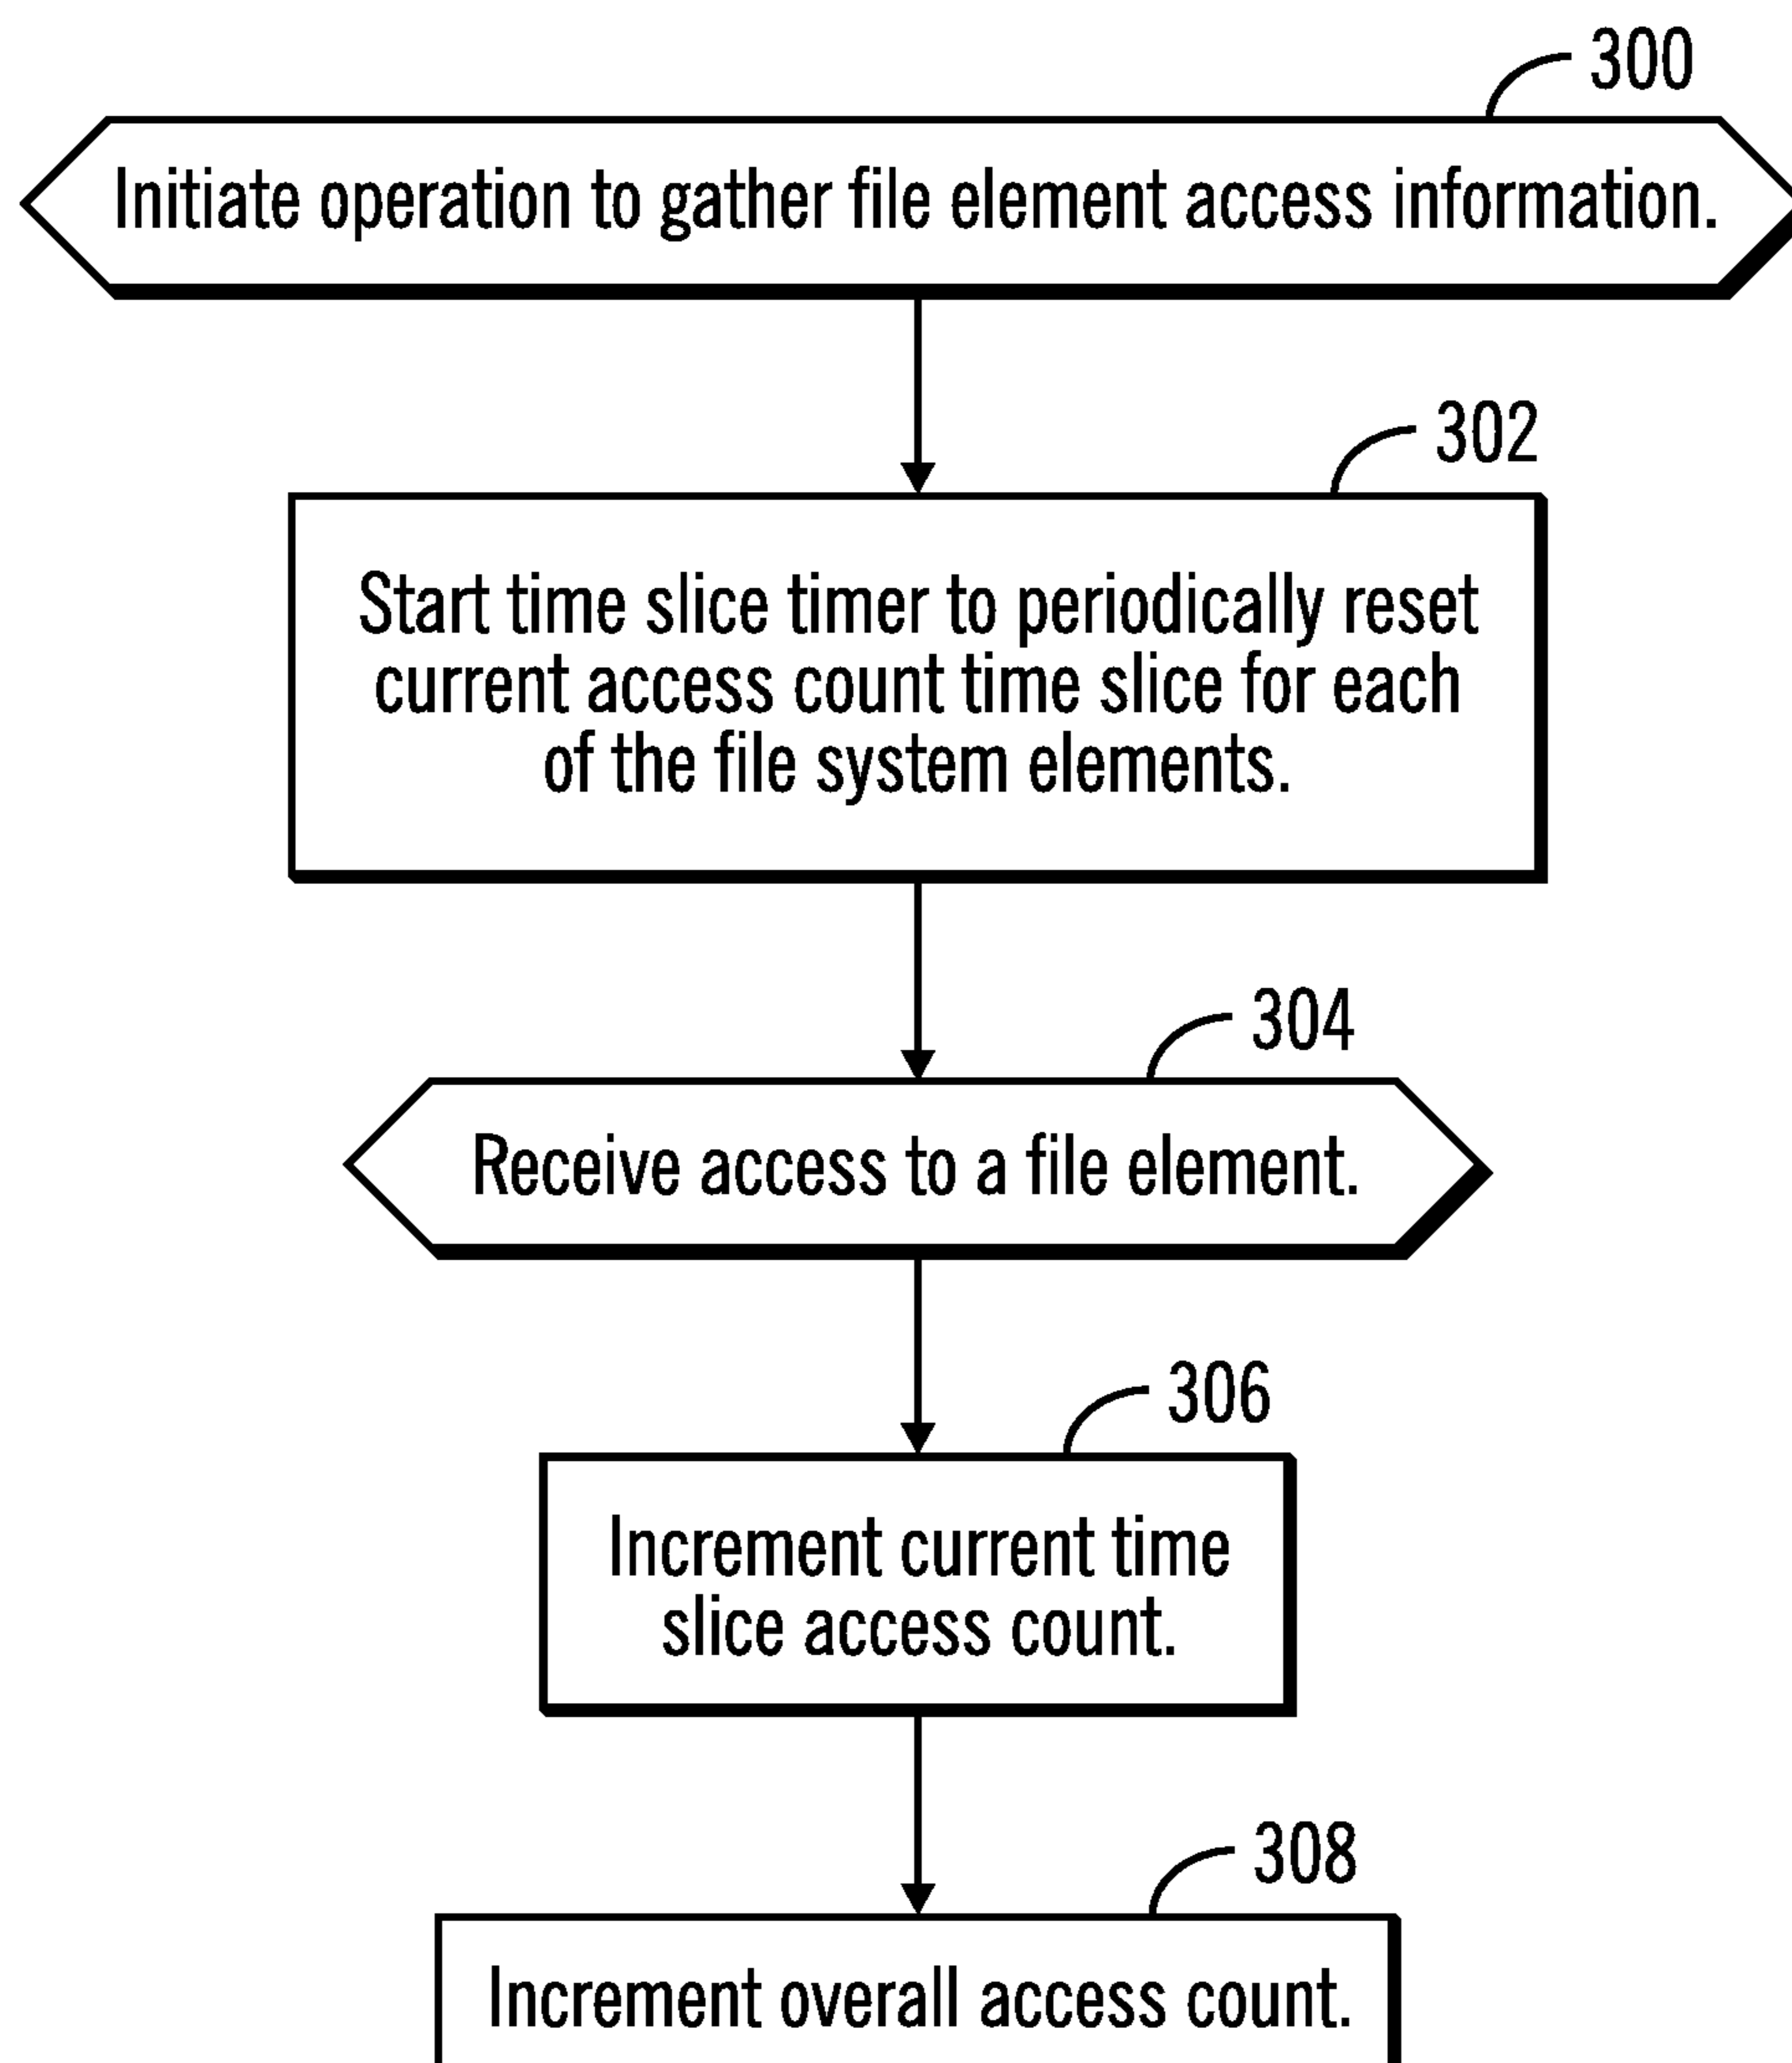 300
Initiate operation to gather file element access information.
302
Start time slice timer to periodically reset
current access count time slice for each
of the file system elements.
304
Receive access to a file element.
306
Increment current time
slice access count.
308
Increment overall access count.